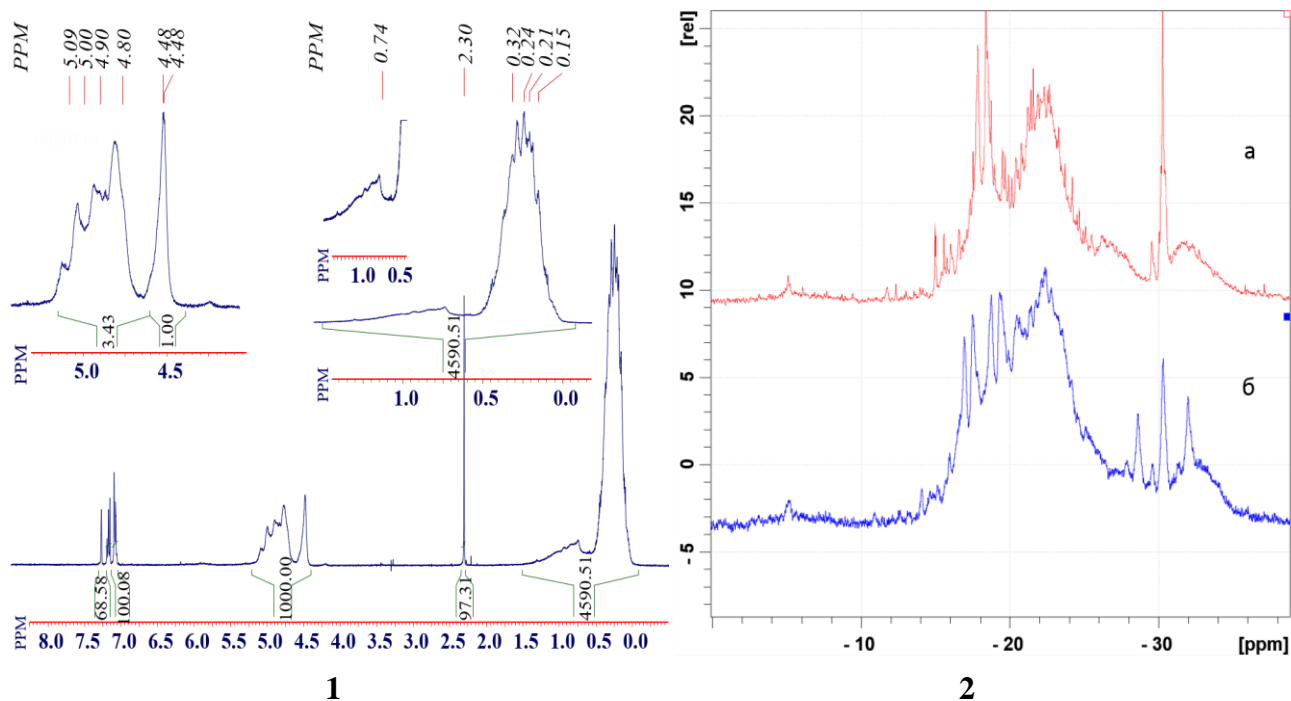 PPM 5.09 5.00 4.90 4.80 4.48 4.48
PPM 0.74 2.30 0.32 0.24 0.21 0.15
3.43 1.00
PPM 5.0 4.5
PPM 1.0 0.5
4590.51
PPM 1.0 0.5 0.0
68.58 100.08 1000.00 97.31 4590.51
PPM 8.0 7.5 7.0 6.5 6.0 5.5 5.0 4.5 4.0 3.5 3.0 2.5 2.0 1.5 1.0 0.5 0.0
1
[rel]
20
15
10
5
0
- 5
а
б
- 10 - 20 - 30 [ppm]
2